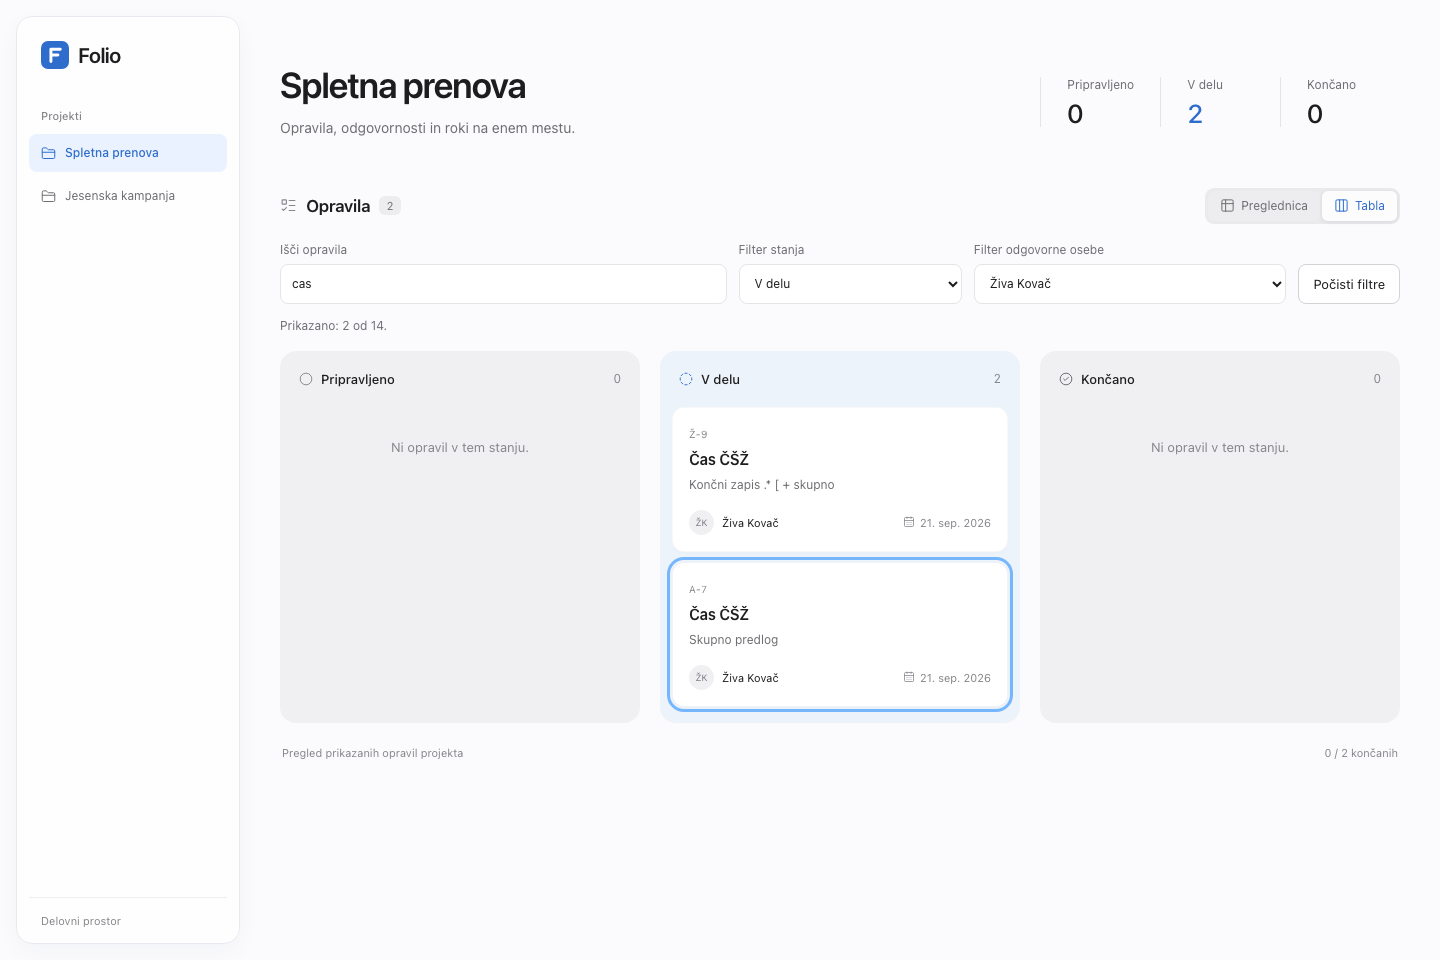 Folio
Projekti
Spletna prenova
Jesenska kampanja
Delovni prostor
Spletna prenova
Opravila, odgovornosti in roki na enem mestu.
Pripravljeno
0
V delu
2
Končano
0
Opravila 2
Preglednica
Tabla
Išči opravila
cas
Filter stanja
V delu
Filter odgovorne osebe
Živa Kovač
Počisti filtre
Prikazano: 2 od 14.
Pripravljeno 0
Ni opravil v tem stanju.
V delu 2
Ž-9
Čas ČŠŽ
Končni zapis .* [ + skupno
ŽK Živa Kovač 21. sep. 2026
A-7
Čas ČŠŽ
Skupno predlog
ŽK Živa Kovač 21. sep. 2026
Končano 0
Ni opravil v tem stanju.
Pregled prikazanih opravil projekta
0 / 2 končanih